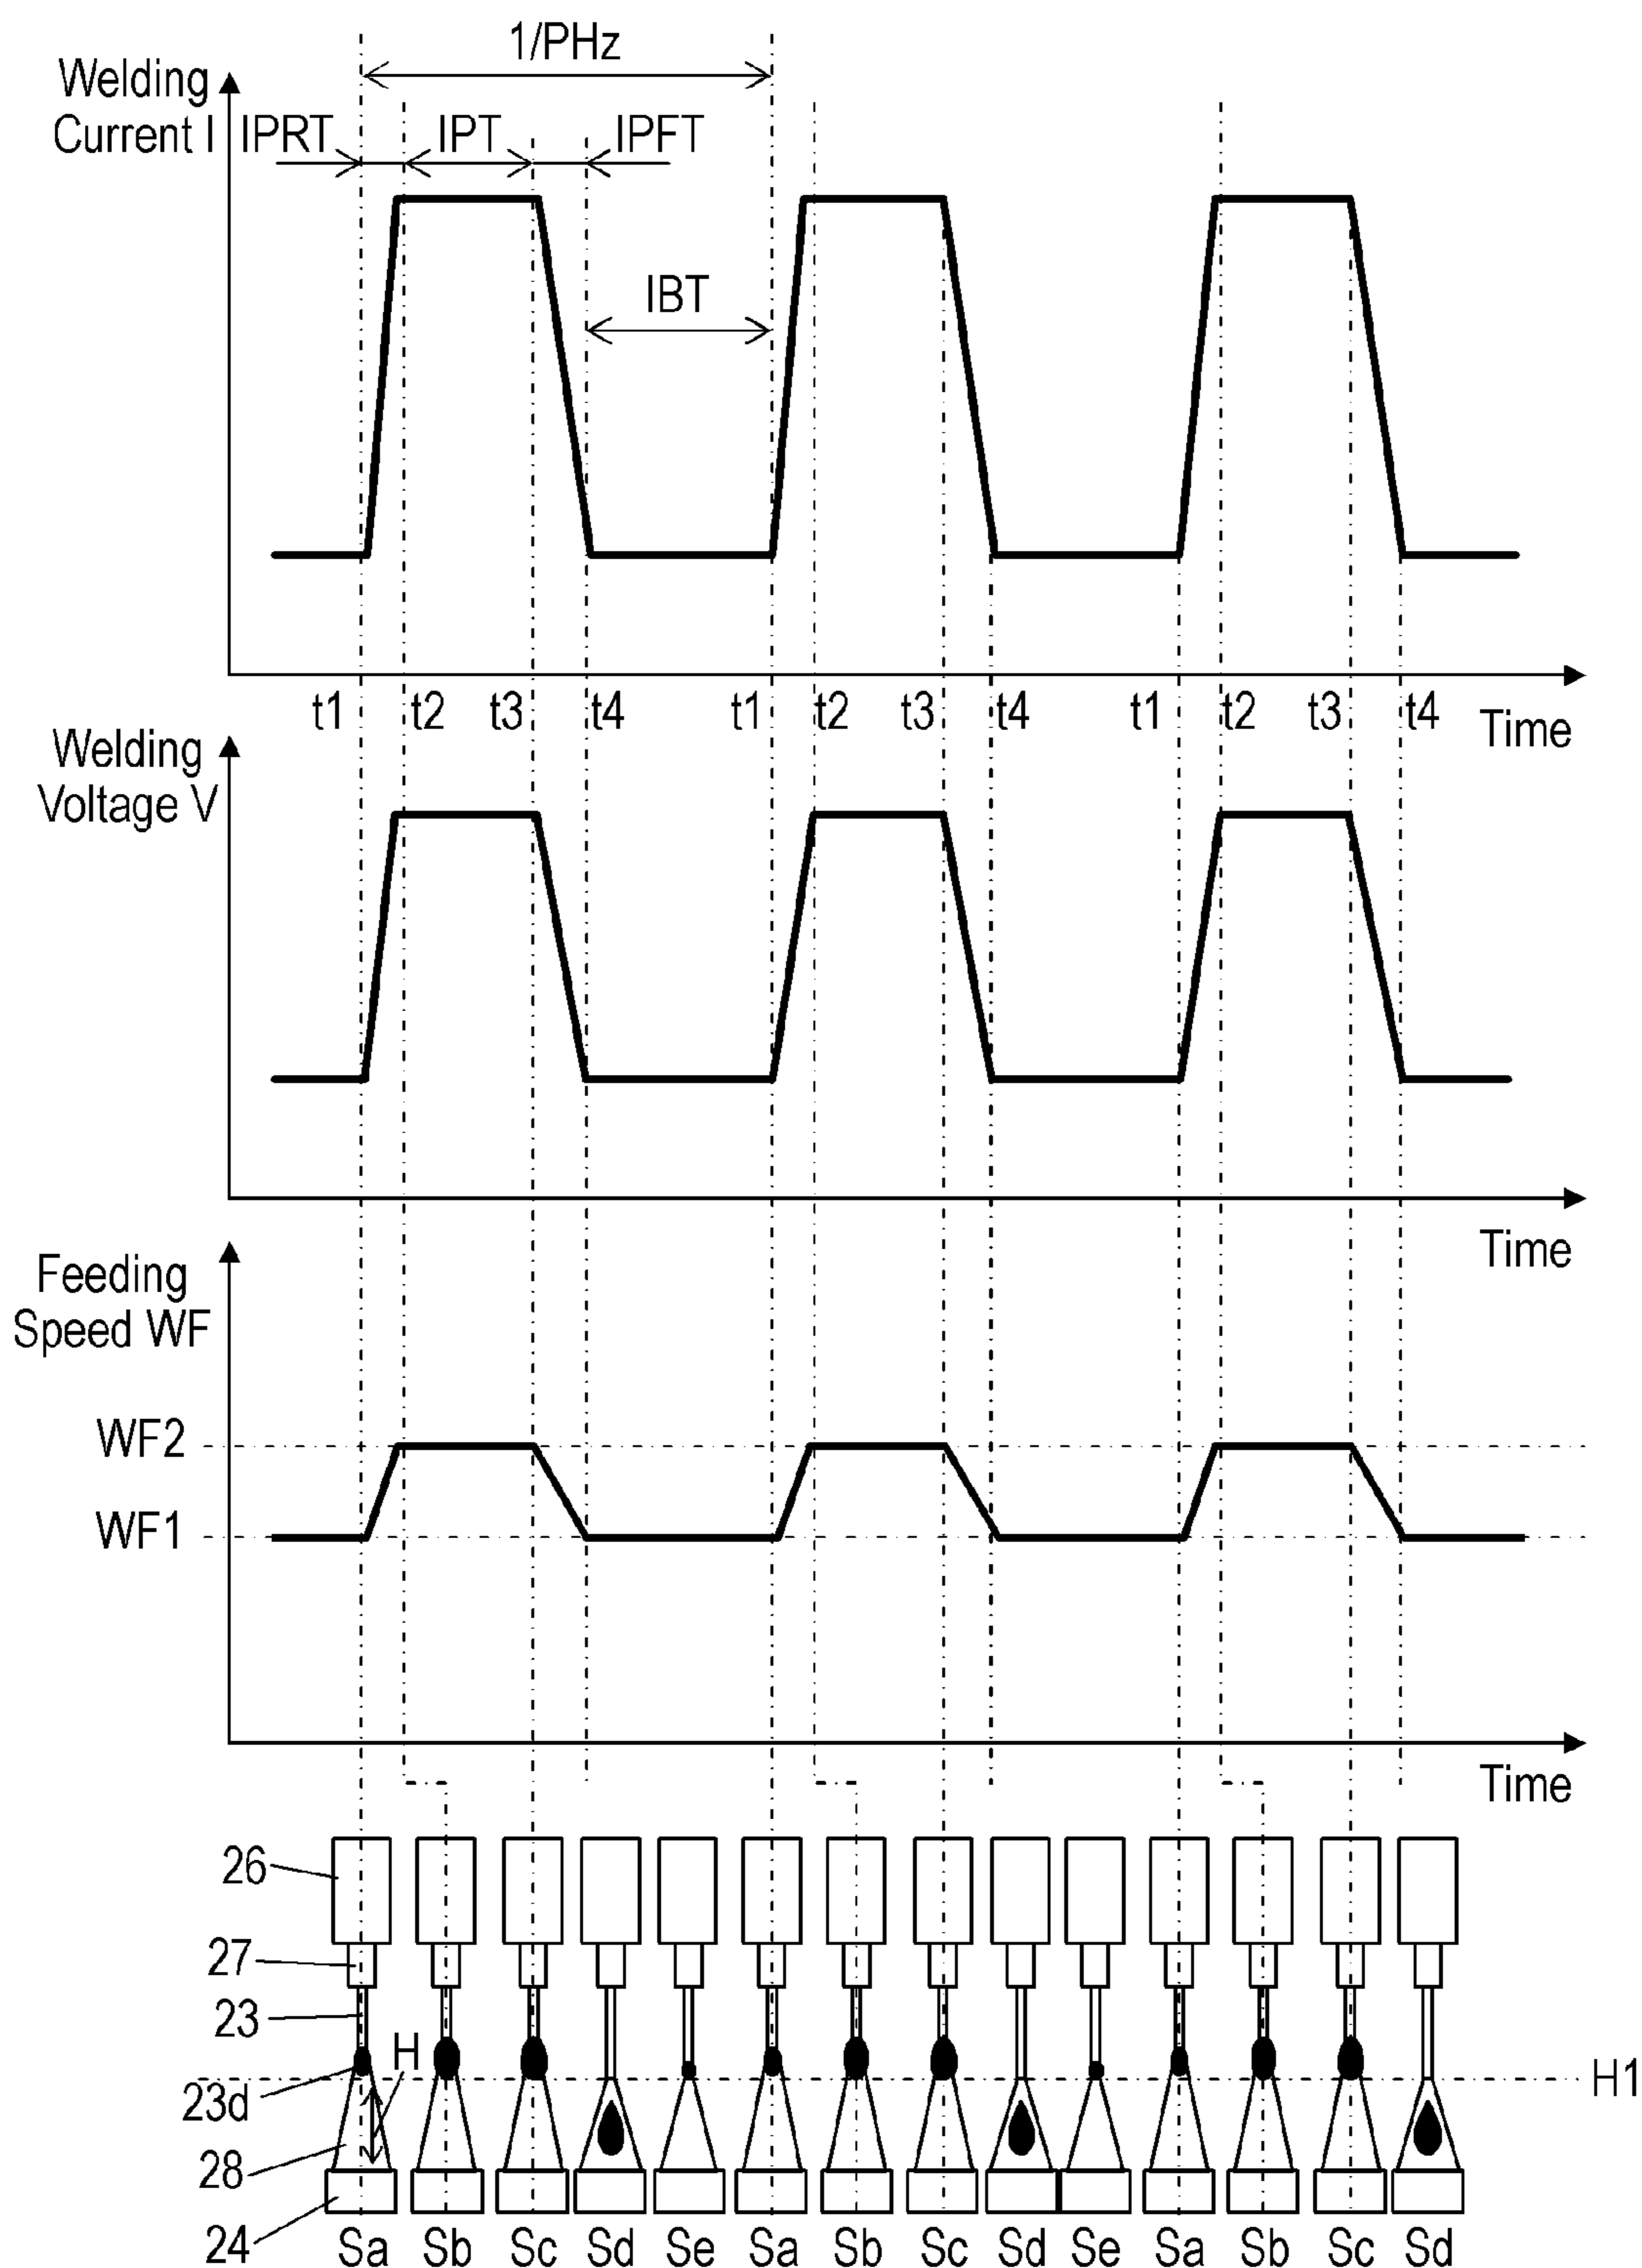 1/PHz
Welding
Current I
IPRT
IPT
IPFT
IBT
t1 t2 t3 t4 t1 t2 t3 t4 t1 t2 t3 t4
Time
Welding
Voltage V
Time
Feeding
Speed WF
WF2
WF1
Time
26
27
23
H
H1
23d
28
24
Sa Sb Sc Sd Se Sa Sb Sc Sd Se Sa Sb Sc Sd